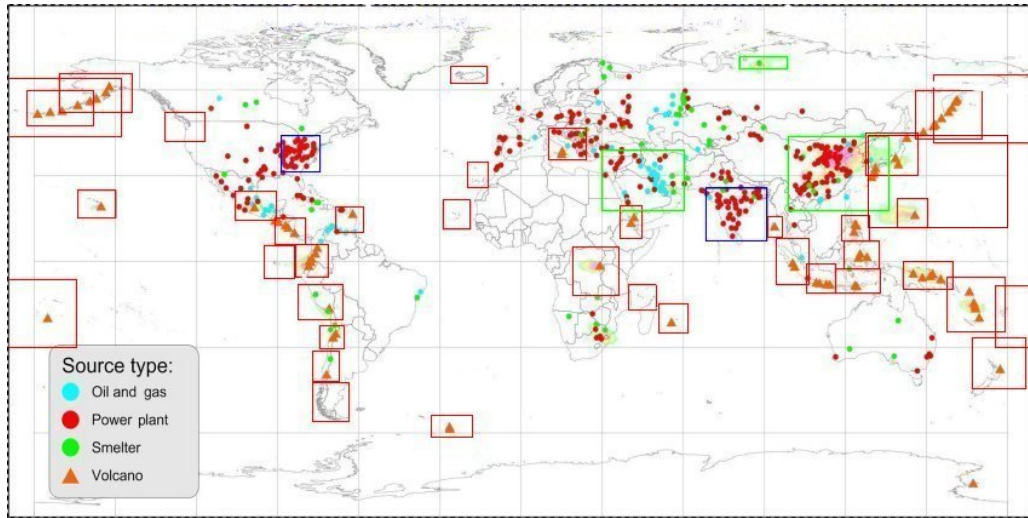 Source type:
Oil and gas
Power plant
Smelter
Volcano